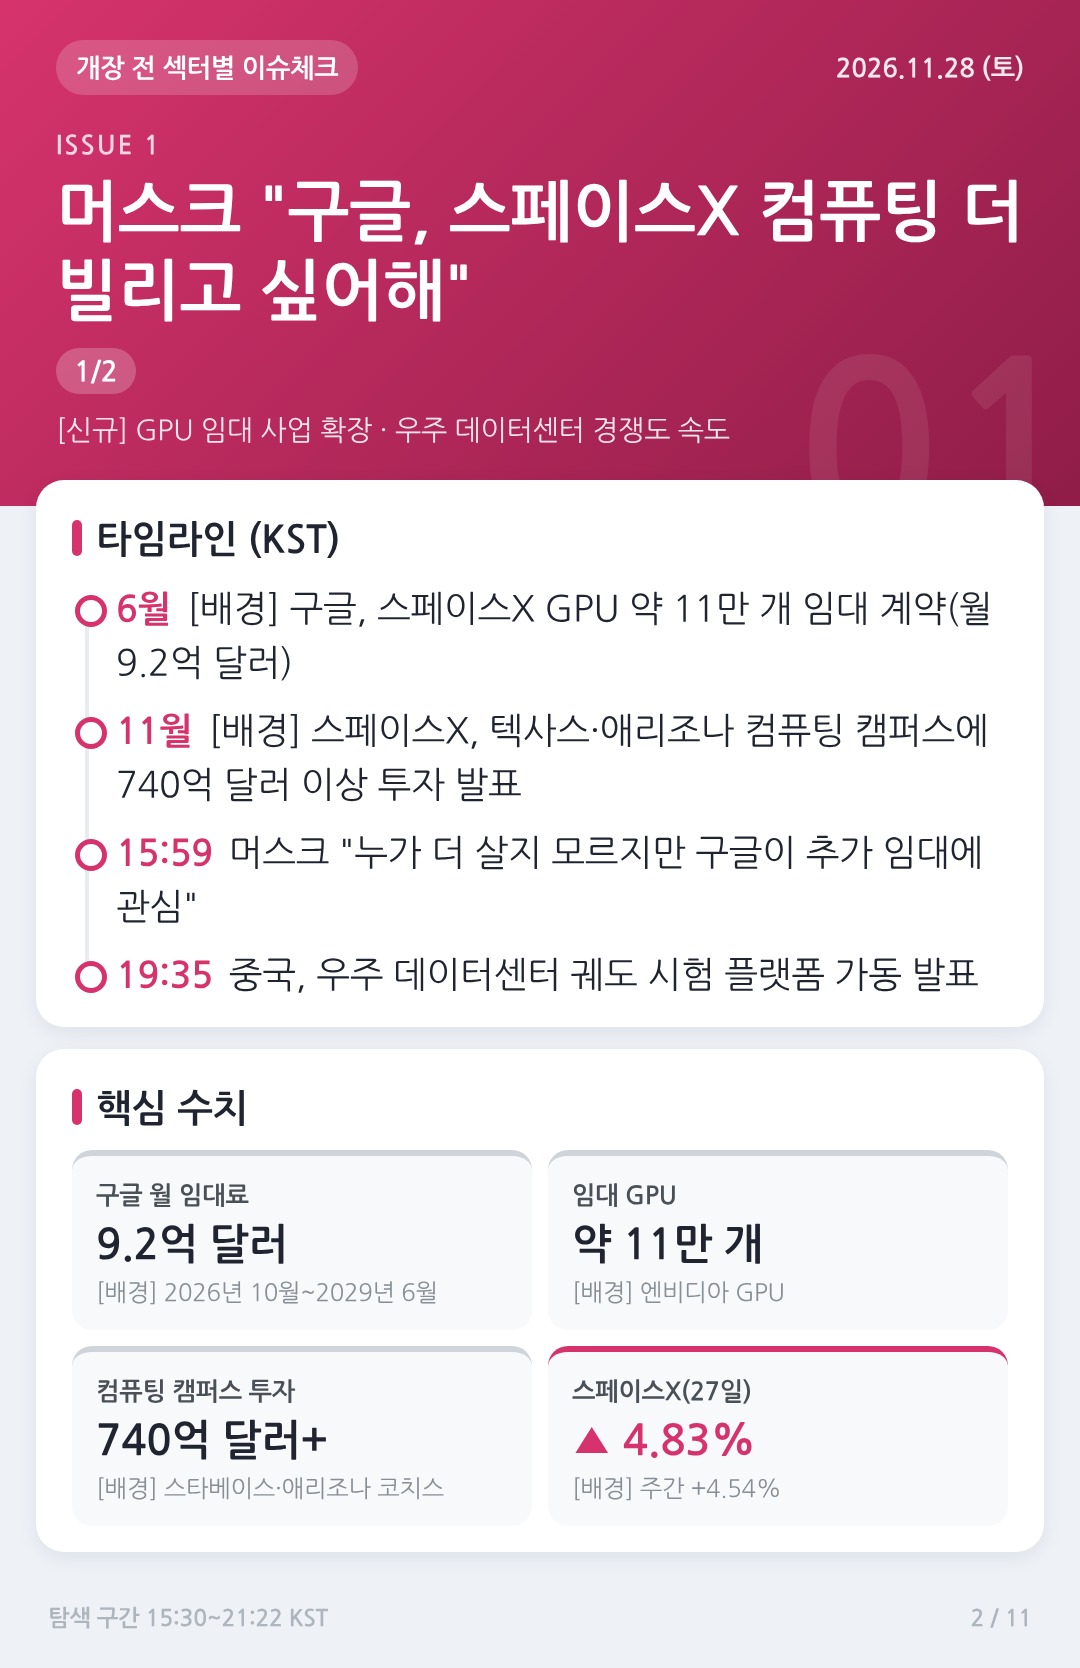 개장 전 섹터별 이슈체크
2026.11.28 (토)
ISSUE 1
머스크 "구글, 스페이스X 컴퓨팅 더
빌리고 싶어해"
1/2
[신규] GPU 임대 사업 확장 · 우주 데이터센터 경쟁도 속도
01
타임라인 (KST)
6월 [배경] 구글, 스페이스X GPU 약 11만 개 임대 계약(월
9.2억 달러)
11월 [배경] 스페이스X, 텍사스·애리조나 컴퓨팅 캠퍼스에
740억 달러 이상 투자 발표
15:59 머스크 "누가 더 살지 모르지만 구글이 추가 임대에
관심"
19:35 중국, 우주 데이터센터 궤도 시험 플랫폼 가동 발표
핵심 수치
구글 월 임대료
9.2억 달러
[배경] 2026년 10월~2029년 6월
임대 GPU
약 11만 개
[배경] 엔비디아 GPU
컴퓨팅 캠퍼스 투자
740억 달러+
[배경] 스타베이스·애리조나 코치스
스페이스X(27일)
▲ 4.83%
[배경] 주간 +4.54%
탐색 구간 15:30~21:22 KST
2 / 11